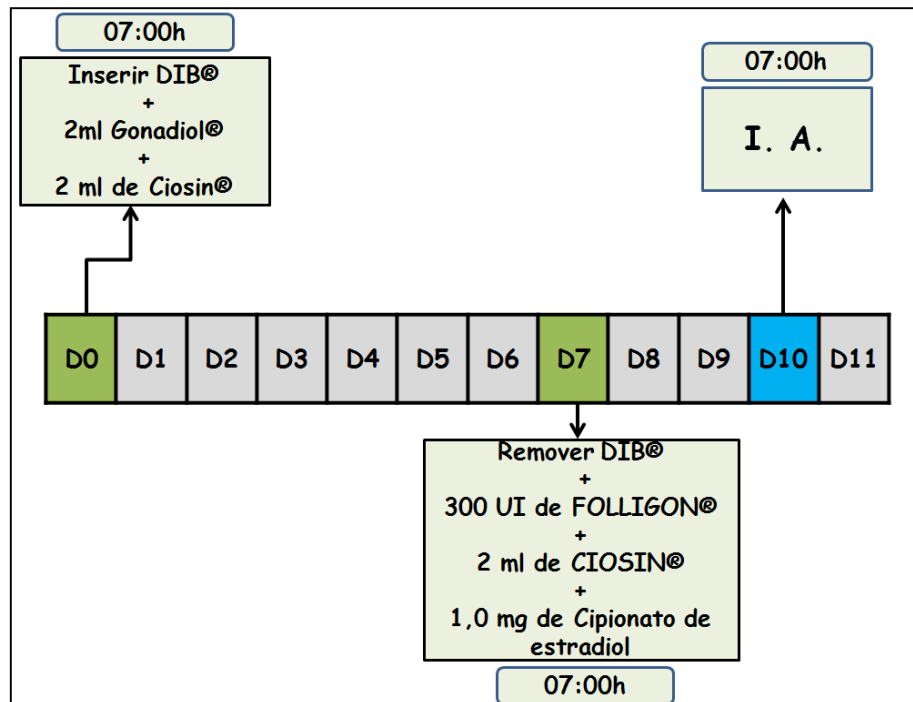 07:00h
Inserir DIB®
+
2ml Gonadiol®
+
2 ml de Ciosin®
07:00h
I. A.
D0 D1 D2 D3 D4 D5 D6 D7 D8 D9 D10 D11
Remover DIB®
+
300 UI de FOLLIGON®
+
2 ml de CIOSIN®
+
1,0 mg de Cipionato de
estradiol
07:00h